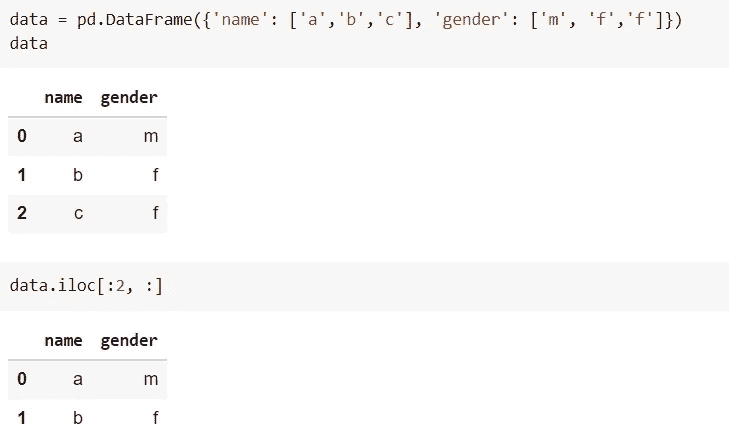 data = pd.DataFrame({'name': ['a','b','c'], 'gender': ['m', 'f','f']})
data
name gender
0 a m
1 b f
2 c f
data.iloc[:2, :]
name gender
0 a m
1 b f